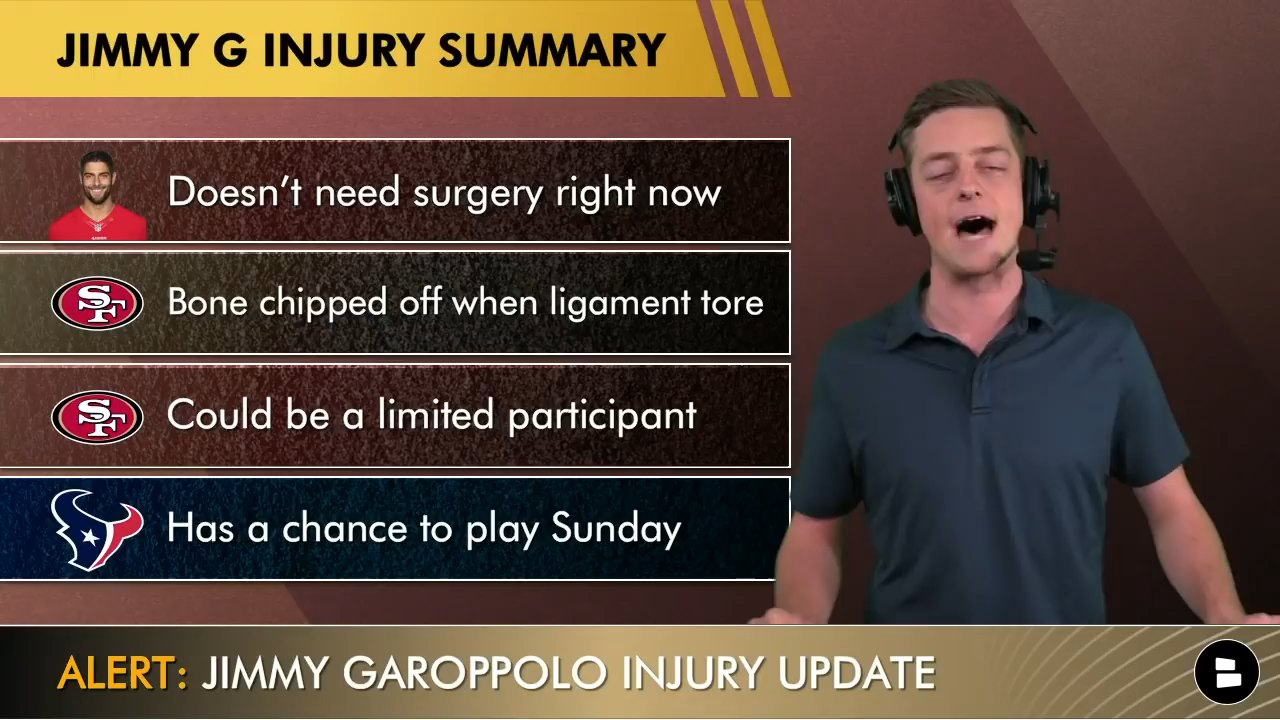 JIMMY G INJURY SUMMARY
Doesn't need surgery right now
SF
Bone chipped off when ligament tore
SF
Could be a limited participant
Has a chance to play Sunday
ALERT: JIMMY GAROPPOLO INJURY UPDATE